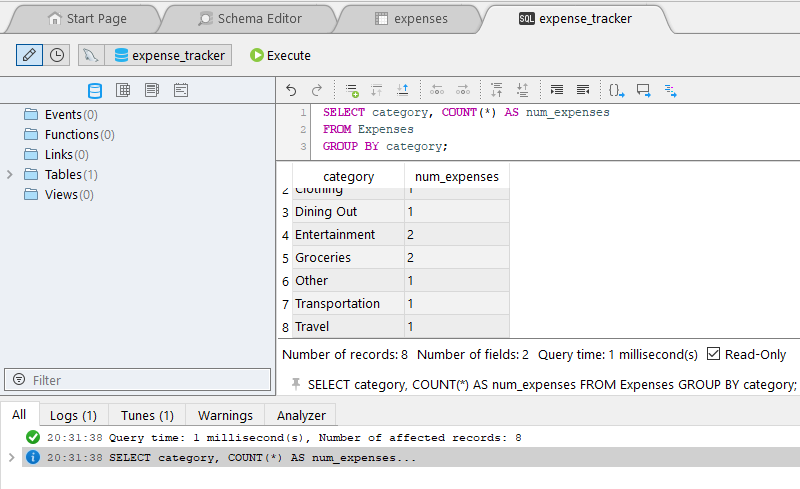 Start Page Schema Editor expenses SQL expense_tracker
expense_tracker Execute
Events(0)
Functions(0)
Links(0)
Tables(1)
Views(0)
Filter
1 SELECT category, COUNT(*) AS num_expenses
2 FROM Expenses
3 GROUP BY category;
category num_expenses
2 Clothing 1
3 Dining Out 1
4 Entertainment 2
5 Groceries 2
6 Other 1
7 Transportation 1
8 Travel 1
Number of records: 8 Number of fields: 2 Query time: 1 millisecond(s) Read-Only
SELECT category, COUNT(*) AS num_expenses FROM Expenses GROUP BY category;
All Logs (1) Tunes (1) Warnings Analyzer
20:31:38 Query time: 1 millisecond(s), Number of affected records: 8
20:31:38 SELECT category, COUNT(*) AS num_expenses...